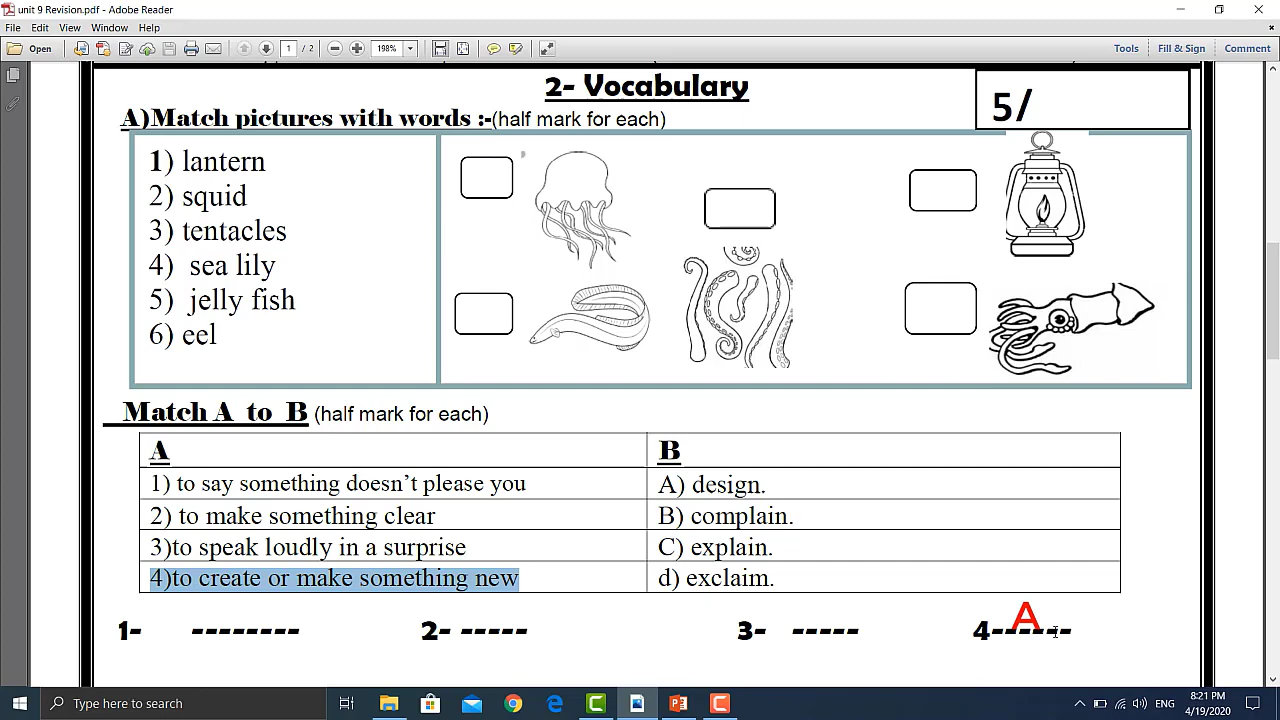 unit 9 Revision.pdf - Adobe Reader
File Edit View Window Help
Open 1 / 2 198% Tools Fill & Sign Comment
2- Vocabulary
5/
A)Match pictures with words :-(half mark for each)
1) lantern
2) squid
3) tentacles
4) sea lily
5) jelly fish
6) eel
Match A to B (half mark for each)
A B
1) to say something doesn't please you A) design.
2) to make something clear B) complain.
3)to speak loudly in a surprise C) explain.
4)to create or make something new d) exclaim.
A
1- -------- 2- ----- 3- ----- 4------
Type here to search
ENG
8:21 PM
4/19/2020